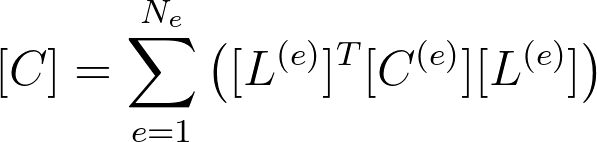 [C] = \sum_{e=1}^{N_e} \left( [L^{(e)}]^T [C^{(e)}] [L^{(e)}] \right)